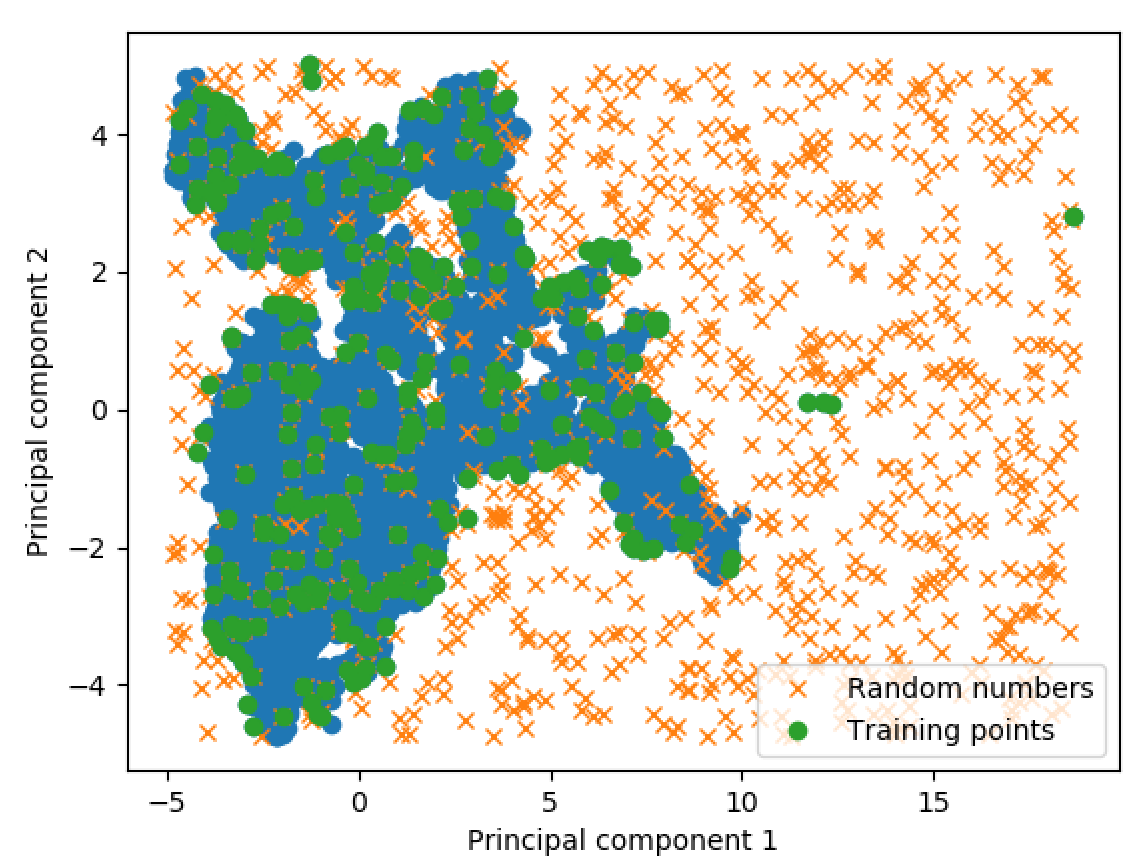 Principal component 2
4
2
0
−2
−4
Random numbers
Training points
−5
0
5
10
15
Principal component 1